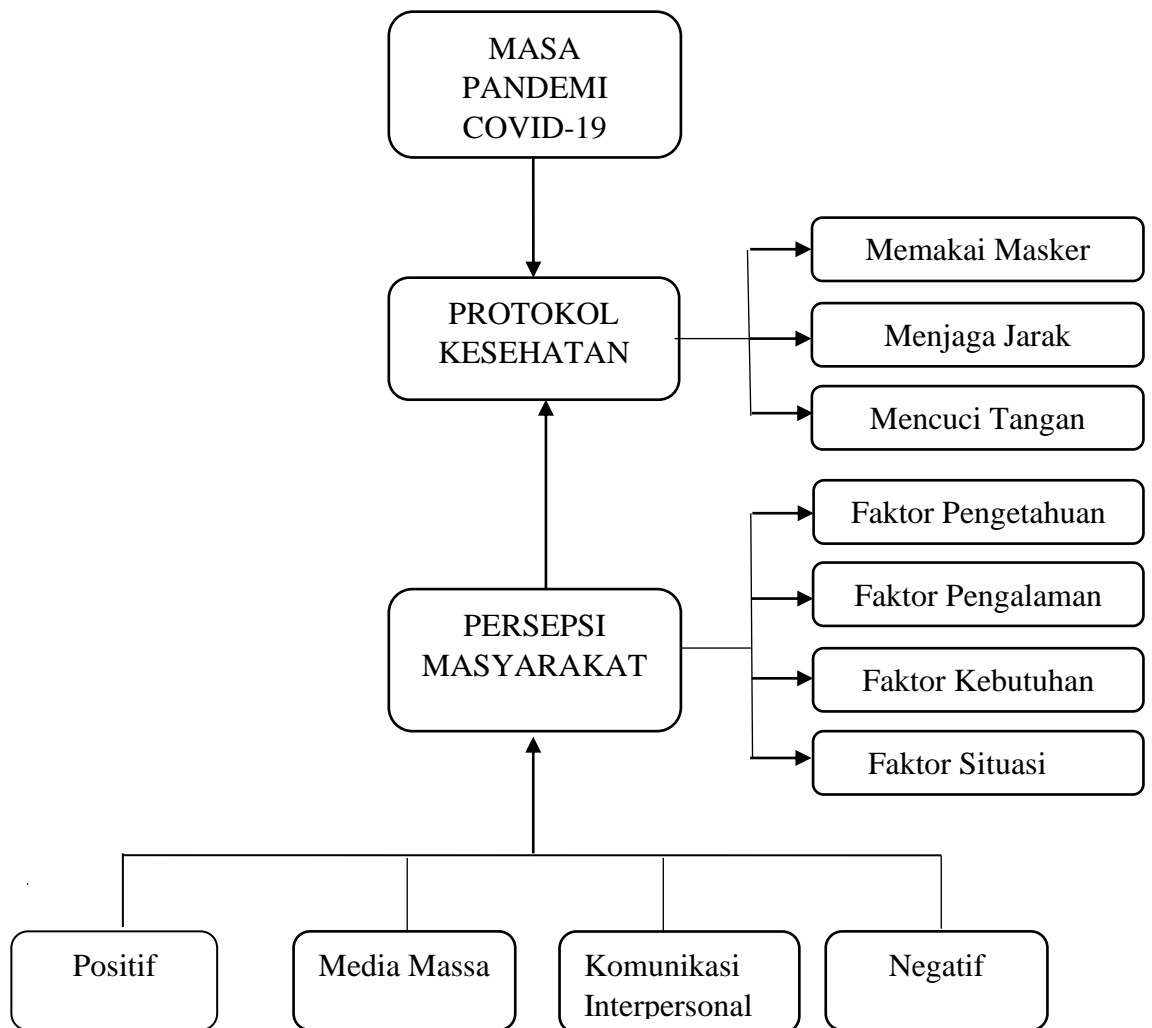 MASA
PANDEMI
COVID-19
PROTOKOL
KESEHATAN
Memakai Masker
Menjaga Jarak
Mencuci Tangan
PERSEPSI
MASYARAKAT
Faktor Pengetahuan
Faktor Pengalaman
Faktor Kebutuhan
Faktor Situasi
Positif
Media Massa
Komunikasi
Interpersonal
Negatif